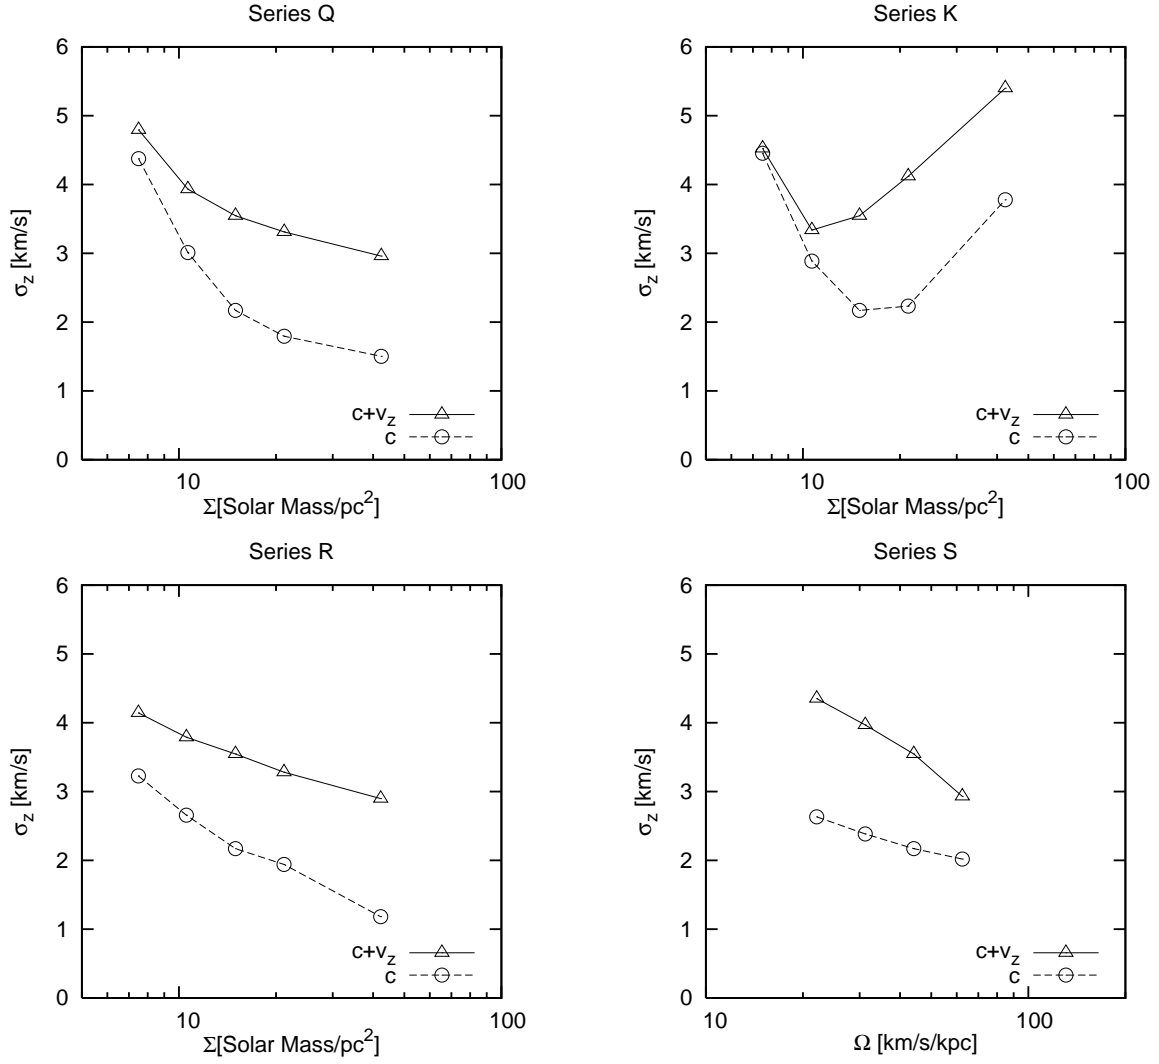 Series Q
6
5
4
3
2
1
0
σz [km/s]
c+vz
c
10
100
Σ[Solar Mass/pc2]
Series K
6
5
4
3
2
1
0
σz [km/s]
c+vz
c
10
100
Σ[Solar Mass/pc2]
Series R
6
5
4
3
2
1
0
σz [km/s]
c+vz
c
10
100
Σ[Solar Mass/pc2]
Series S
6
5
4
3
2
1
0
σz [km/s]
c+vz
c
10
100
Ω [km/s/kpc]